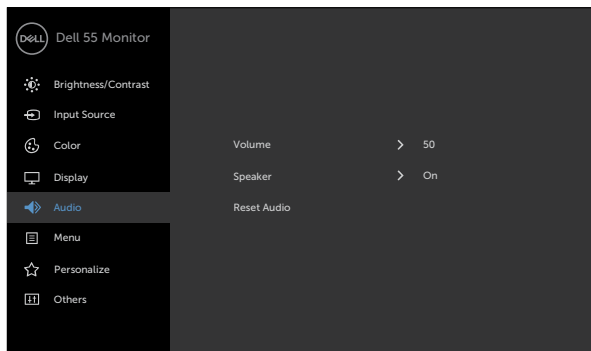 DELL Dell 55 Monitor
Brightness/Contrast
Input Source
Color
Volume 50
Display
Speaker On
Audio
Reset Audio
Menu
Personalize
Others